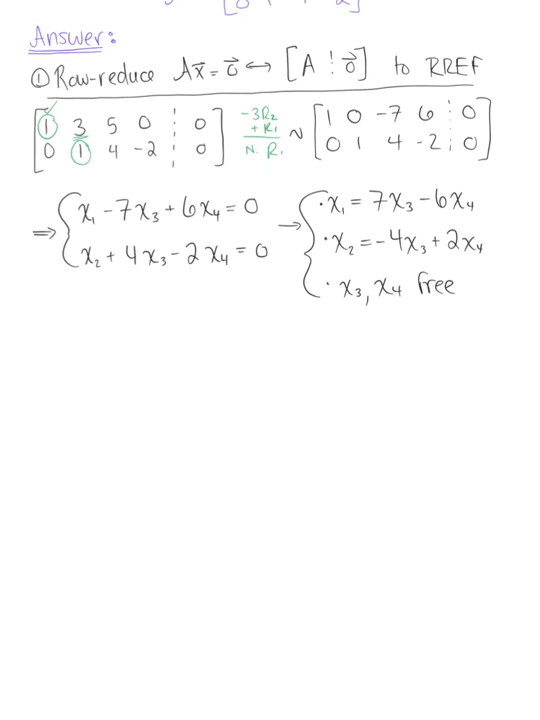 Answer:
① Row-reduce Ax⃗ = 0⃗ ↔ [A ¦ 0⃗] to RREF
[1 3 5 0 ¦ 0] -3R₂ ~ [1 0 -7 6 ¦ 0]
+ R₁
[0 1 4 -2 ¦ 0] N. R₁ [0 1 4 -2 ¦ 0]
⇒ { x₁ - 7x₃ + 6x₄ = 0 → { · x₁ = 7x₃ - 6x₄
x₂ + 4x₃ - 2x₄ = 0 · x₂ = -4x₃ + 2x₄
· x₃, x₄ free